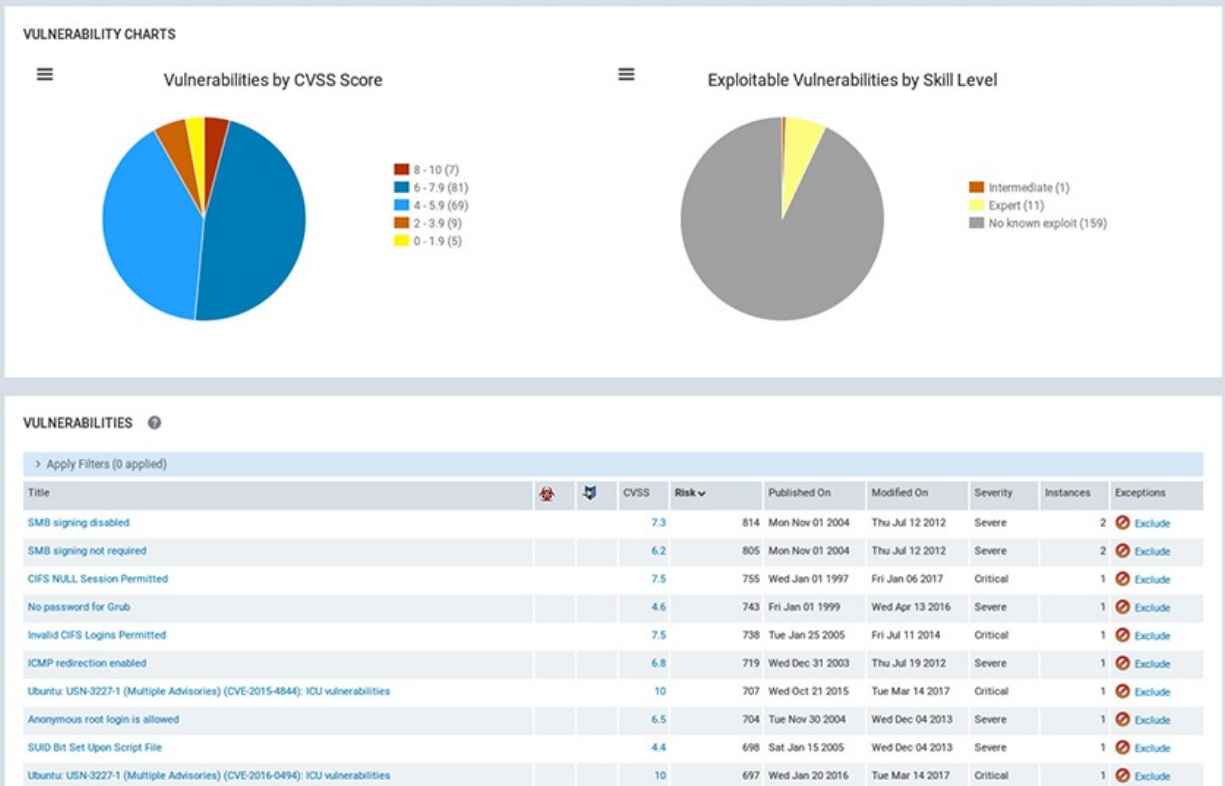 VULNERABILITY CHARTS
Vulnerabilities by CVSS Score
8 - 10 (7)
6 - 7.9 (81)
4 - 5.9 (69)
2 - 3.9 (9)
0 - 1.9 (5)
Exploitable Vulnerabilities by Skill Level
Intermediate (1)
Expert (11)
No known exploit (159)
VULNERABILITIES ?
> Apply Filters (0 applied)
Title CVSS Risk Published On Modified On Severity Instances Exceptions
SMB signing disabled 7.3 814 Mon Nov 01 2004 Thu Jul 12 2012 Severe 2 Exclude
SMB signing not required 6.2 805 Mon Nov 01 2004 Thu Jul 12 2012 Severe 2 Exclude
CIFS NULL Session Permitted 7.5 755 Wed Jan 01 1997 Fri Jan 06 2017 Critical 1 Exclude
No password for Grub 4.6 743 Fri Jan 01 1999 Wed Apr 13 2016 Severe 1 Exclude
Invalid CIFS Logins Permitted 7.5 738 Tue Jan 25 2005 Fri Jul 11 2014 Critical 1 Exclude
ICMP redirection enabled 6.8 719 Wed Dec 31 2003 Thu Jul 19 2012 Severe 1 Exclude
Ubuntu: USN-3227-1 (Multiple Advisories) (CVE-2015-4844): ICU vulnerabilities 10 707 Wed Oct 21 2015 Tue Mar 14 2017 Critical 1 Exclude
Anonymous root login is allowed 6.5 704 Tue Nov 30 2004 Wed Dec 04 2013 Severe 1 Exclude
SUID Bit Set Upon Script File 4.4 698 Sat Jan 15 2005 Wed Dec 04 2013 Severe 1 Exclude
Ubuntu: USN-3227-1 (Multiple Advisories) (CVE-2016-0494): ICU vulnerabilities 10 697 Wed Jan 20 2016 Tue Mar 14 2017 Critical 1 Exclude